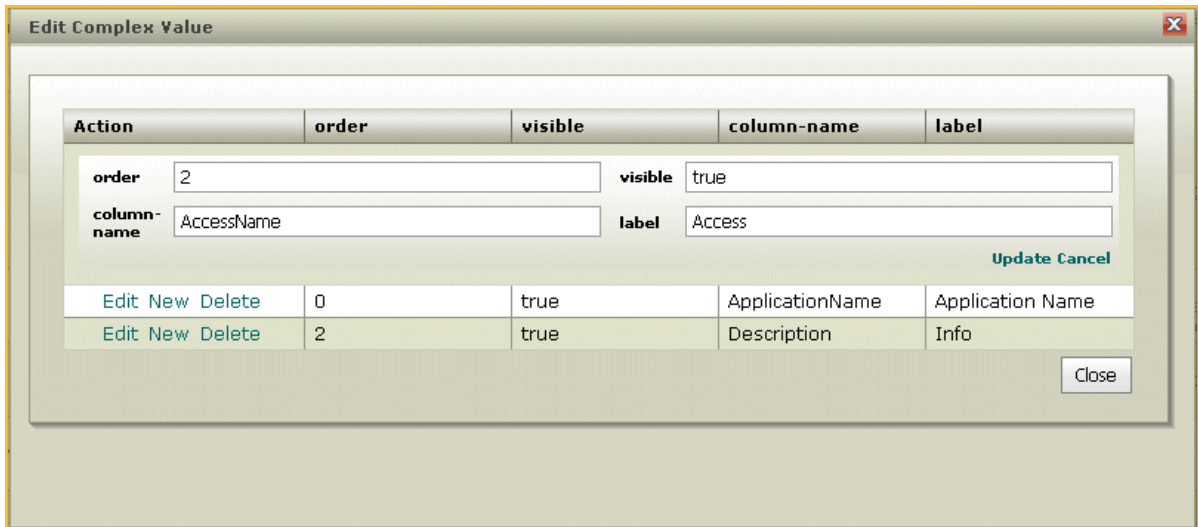 Edit Complex Value
Action order visible column-name label
order 2 visible true
column-name AccessName label Access
Update Cancel
Edit New Delete 0 true ApplicationName Application Name
Edit New Delete 2 true Description Info
Close